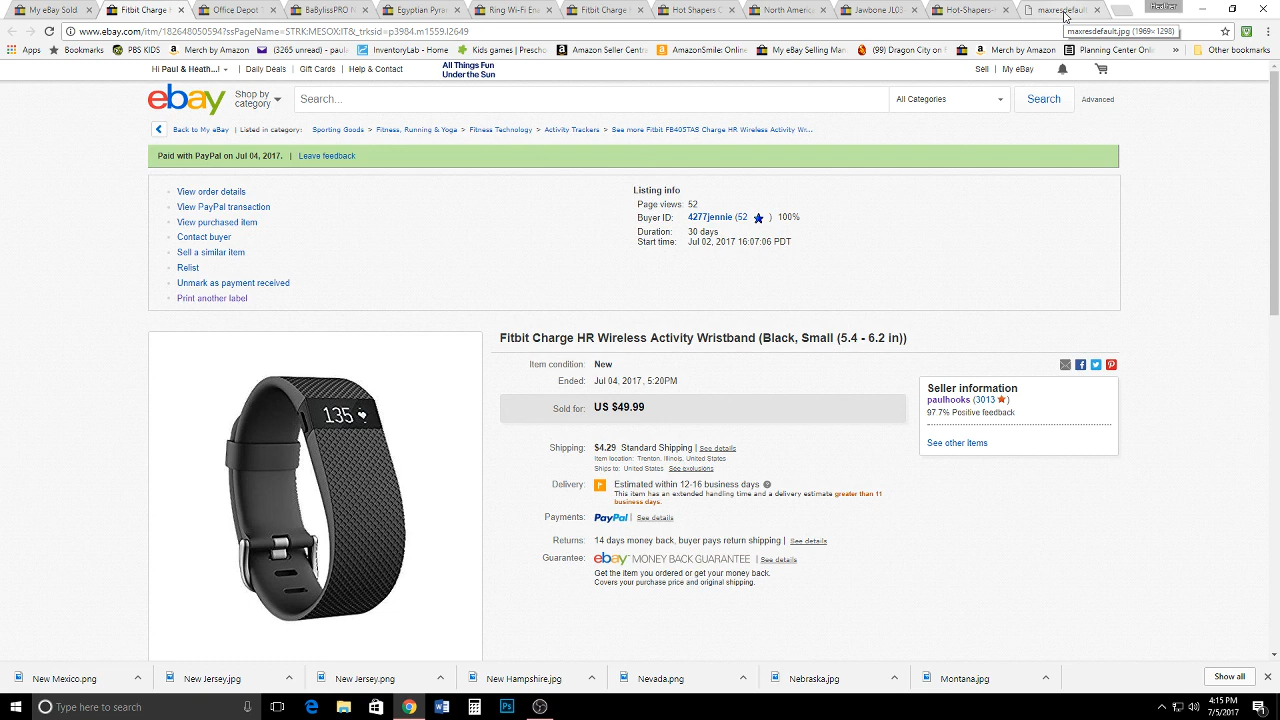 My eBay Sold
Fitbit Charge
Office Depot
BaBylissPRO N
Egyptian Pyr
Ring Wi-Fi Ena
Fitbit Charge
Hot Shapers C
North America
Jawbone JLC
Hot-Shapers-
maxresdefault.
Heather
www.ebay.com/itm/182648050594?ssPageName=STRK:MESOX:IT&_trksid=p3984.m1559.l2649
maxresdefault.jpg (1969×1298)
Apps
Bookmarks
PBS KIDS
Movies
(3265 unread) - paula
InventoryLab - Home
Kids games | Prescho
Amazon Seller Centra
AmazonSmile: Online
My eBay Selling Man
(99) Dragon City on
Merch by Amazon
Planning Center Onli
»
Other bookmarks
Hi Paul & Heath...!
Daily Deals
Gift Cards
Help & Contact
All Things Fun
Under the Sun
Sell
My eBay
ebay
Shop by
category
Search...
All Categories
Search
Advanced
Back to My eBay | Listed in category: Sporting Goods > Fitness, Running & Yoga > Fitness Technology > Activity Trackers > See more Fitbit FB405TAS Charge HR Wireless Activity Wr...
Paid with PayPal on Jul 04, 2017. | Leave feedback
View order details
View PayPal transaction
View purchased item
Contact buyer
Sell a similar item
Relist
Unmark as payment received
Print another label
Listing info
Page views: 52
Buyer ID: 4277jennie (52 ) 100%
Duration: 30 days
Start time: Jul 02, 2017 16:07:06 PDT
135
Fitbit Charge HR Wireless Activity Wristband (Black, Small (5.4 - 6.2 in))
Item condition: New
Ended: Jul 04, 2017, 5:20PM
Sold for: US $49.99
Shipping: $4.29 Standard Shipping | See details
Item location: Trenton, Illinois, United States
Ships to: United States See exclusions
Delivery: Estimated within 12-16 business days
This item has an extended handling time and a delivery estimate greater than 11
business days.
Payments: PayPal | See details
Returns: 14 days money back, buyer pays return shipping | See details
Guarantee: ebay MONEY BACK GUARANTEE | See details
Get the item you ordered or get your money back.
Covers your purchase price and original shipping.
Seller information
paulhooks (3013 )
97.7% Positive feedback
See other items
New Mexico.png
New Jersey.jpg
New Jersey.png
New Hampshire.jpg
Nevada.png
Nebraska.jpg
Montana.jpg
Show all
Type here to search
4:15 PM
7/5/2017